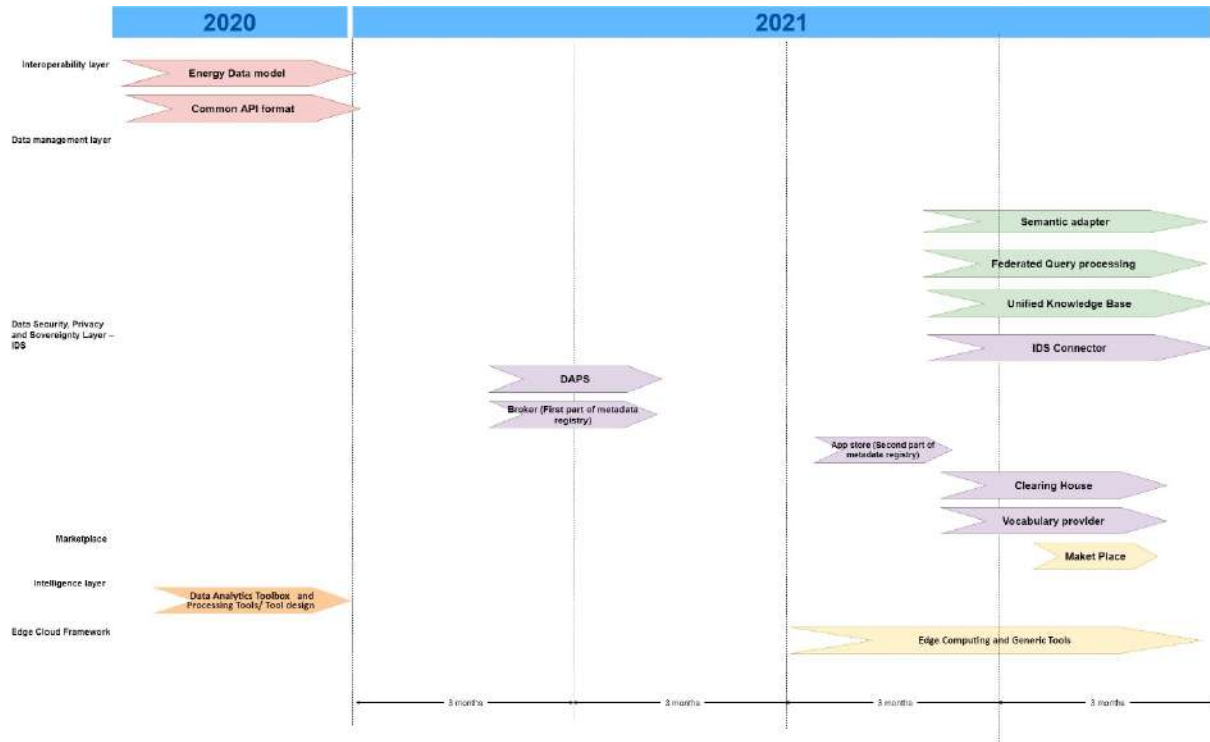 2020
2021
Interoperability layer
Energy Data model
Common API format
Data management layer
Semantic adapter
Federated Query processing
Unified Knowledge Base
Data Security, Privacy
and Sovereignty Layer –
IDS
IDS Connector
DAPS
Broker (First part of metadata
registry)
App store (Second part of
metadata registry)
Clearing House
Vocabulary provider
Marketplace
Maket Place
Intelligence layer
Data Analytics Toolbox and
Processing Tools/ Tool design
Edge Cloud Framework
Edge Computing and Generic Tools
3 months
3 months
3 months
3 months